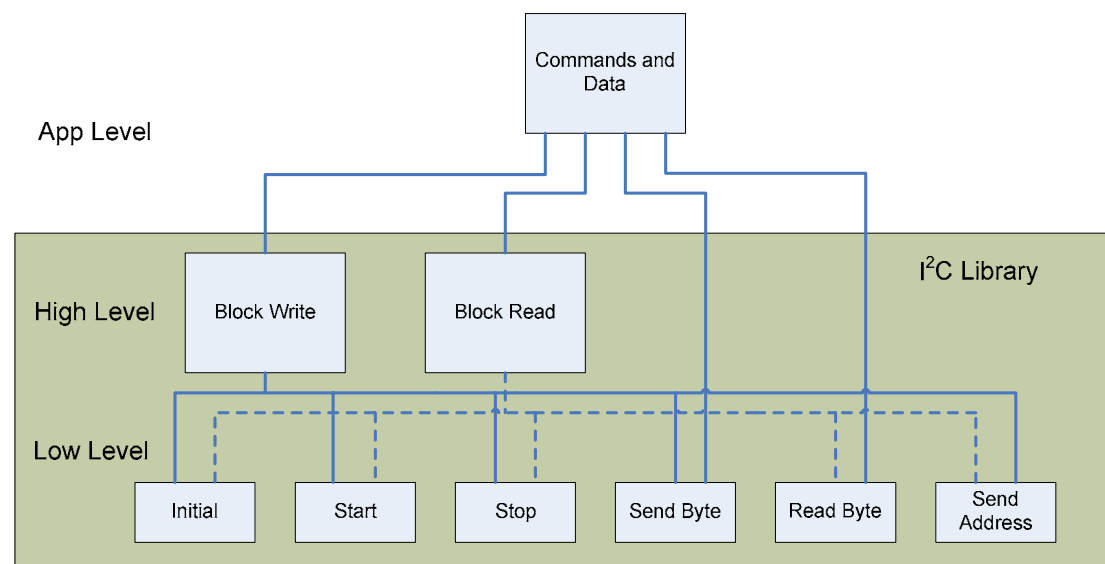 Commands and
Data
App Level
I²C Library
High Level
Block Write
Block Read
Low Level
Initial
Start
Stop
Send Byte
Read Byte
Send
Address